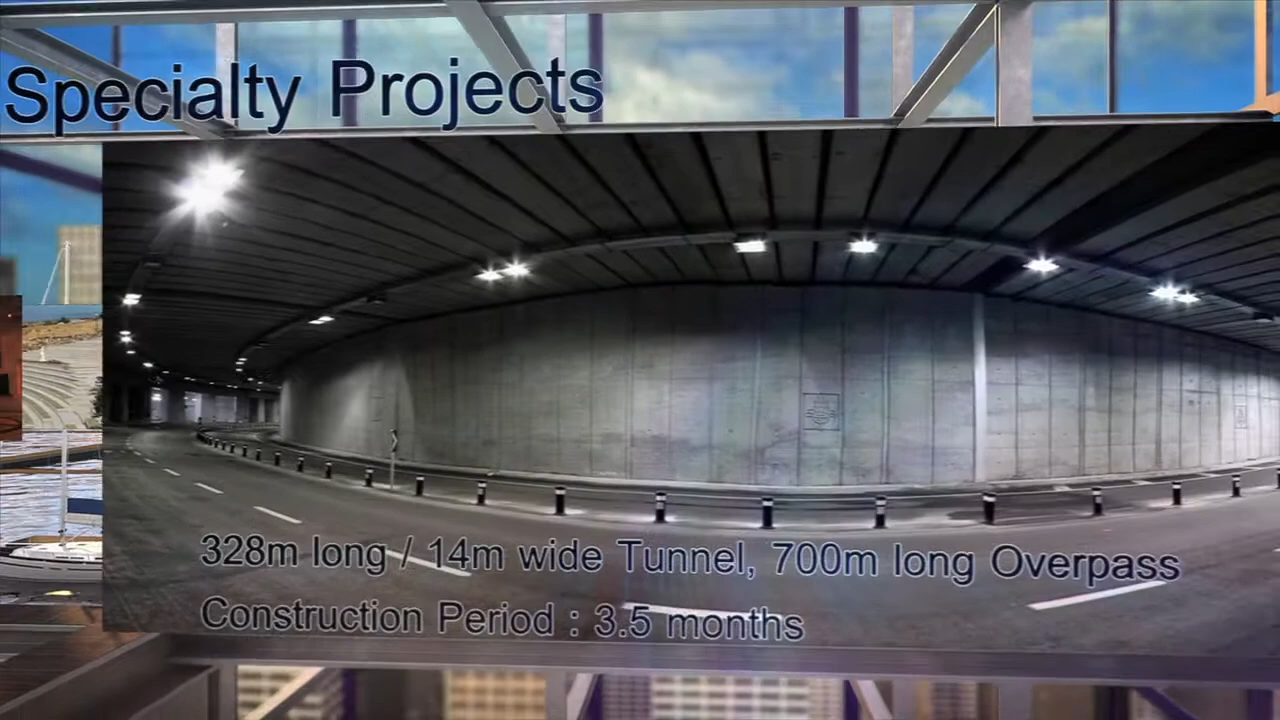 Specialty Projects
328m long / 14m wide Tunnel, 700m long Overpass
Construction Period : 3.5 months